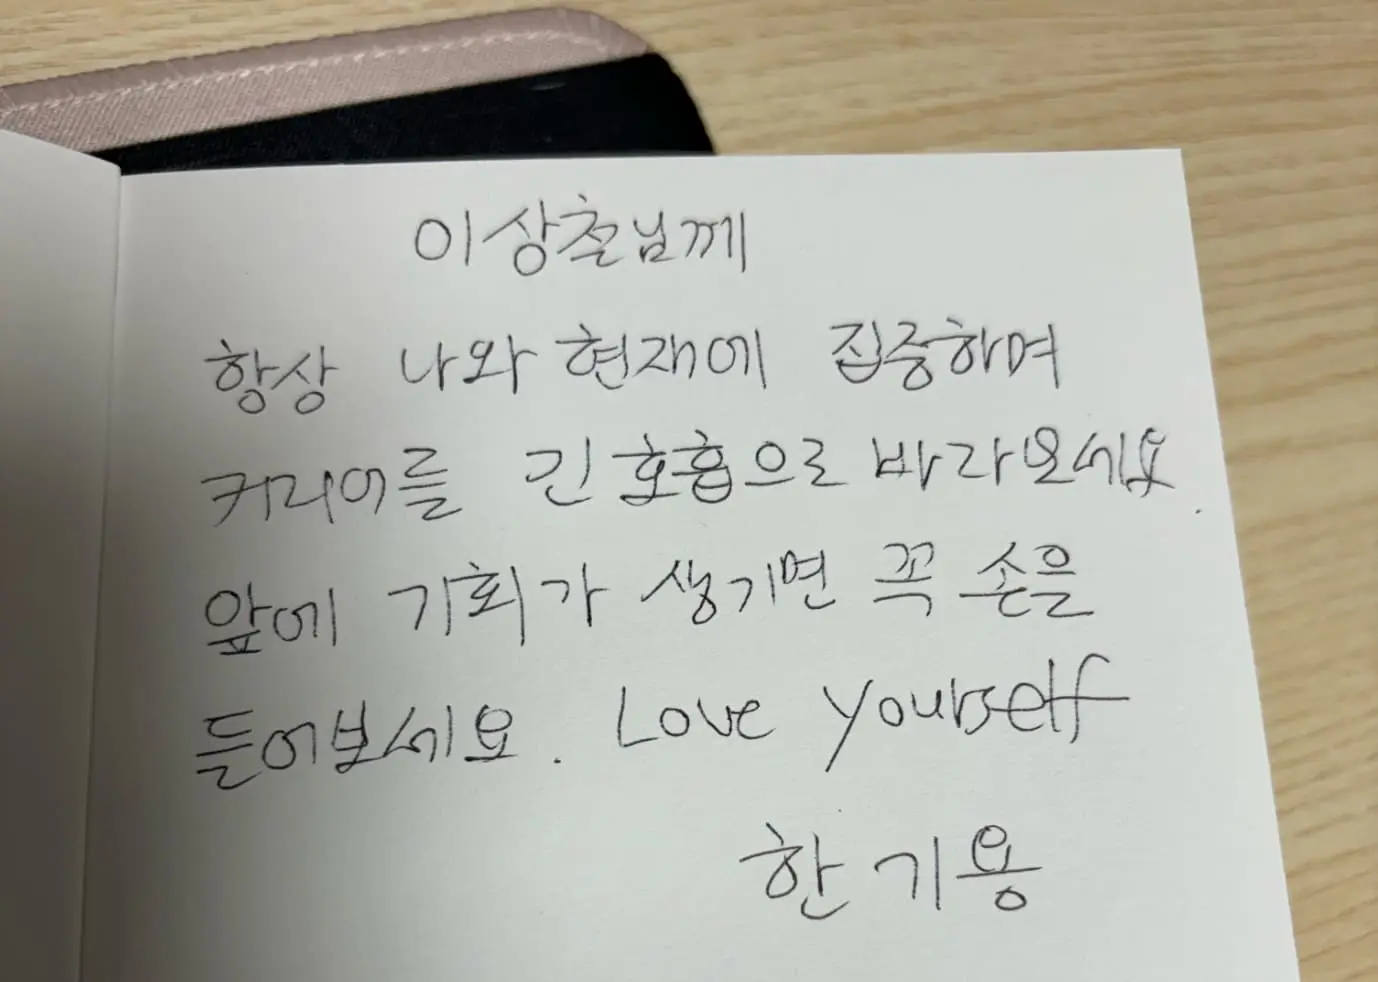 이상철님께
항상 나와 현재에 집중하며
커리어를 긴 호흡으로 바라보세요.
앞에 기회가 생기면 꼭 손을
들어보세요. Love yourself
한기용